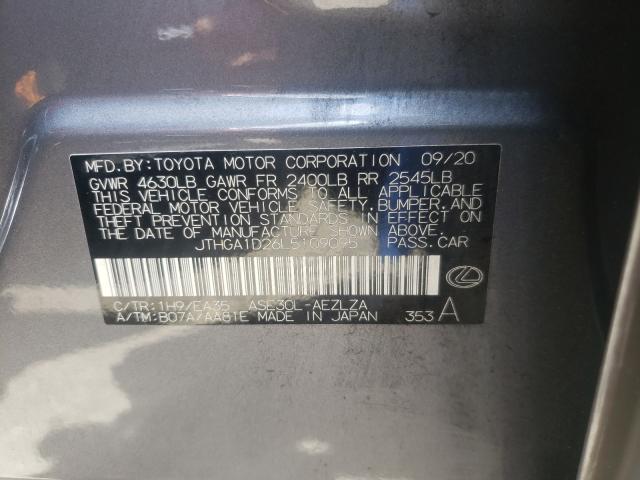 MFD.BY:TOYOTA MOTOR CORPORATION 09/20
GVWR 4630LB GAWR FR 2400LB RR 2545LB
THIS VEHICLE CONFORMS TO ALL APPLICABLE
FEDERAL MOTOR VEHICLE SAFETY,BUMPER,AND
THEFT PREVENTION STANDARDS IN EFFECT ON
THE DATE OF MANUFACTURE SHOWN ABOVE.
JTHGA1D26L5109095 PASS.CAR
C/TR:1H9/EA35 ASE30L-AEZLZA
A/TM:B07A/AA81E MADE IN JAPAN 353 A